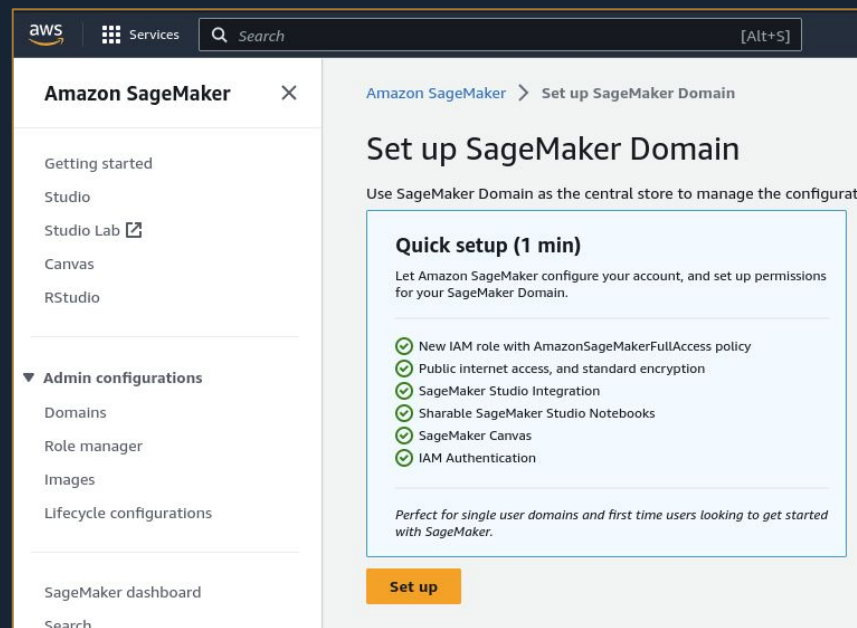 aws
Services
Search
[Alt+S]
Amazon SageMaker
Getting started
Studio
Studio Lab
Canvas
RStudio
Admin configurations
Domains
Role manager
Images
Lifecycle configurations
SageMaker dashboard
Search
Amazon SageMaker > Set up SageMaker Domain
Set up SageMaker Domain
Use SageMaker Domain as the central store to manage the configurat
Quick setup (1 min)
Let Amazon SageMaker configure your account, and set up permissions
for your SageMaker Domain.
New IAM role with AmazonSageMakerFullAccess policy
Public internet access, and standard encryption
SageMaker Studio Integration
Sharable SageMaker Studio Notebooks
SageMaker Canvas
IAM Authentication
Perfect for single user domains and first time users looking to get started
with SageMaker.
Set up